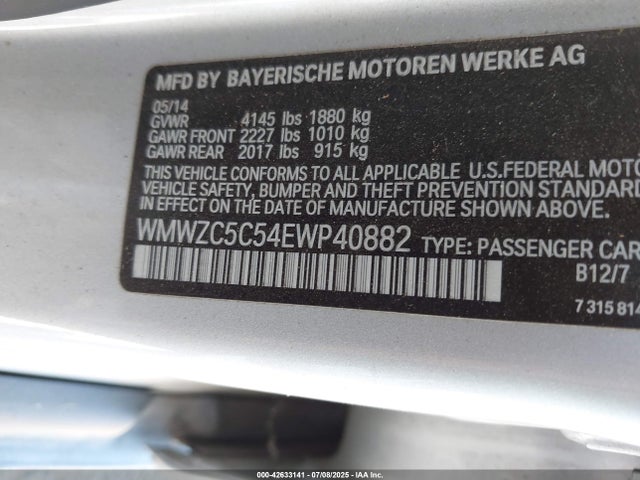 MFD BY BAYERISCHE MOTOREN WERKE AG
05/14
GVWR 4145 lbs 1880 kg
GAWR FRONT 2227 lbs 1010 kg
GAWR REAR 2017 lbs 915 kg
THIS VEHICLE CONFORMS TO ALL APPLICABLE U.S.FEDERAL MOTO
VEHICLE SAFETY, BUMPER AND THEFT PREVENTION STANDARD
IN EFFECT ON THE DATE OF MANUFACTURE SHOWN ABOVE.
WMWZC5C54EWP40882 TYPE: PASSENGER CAR
B12/7
7 315 814
000-42633141 | 07/08/2025 | IAA Inc.